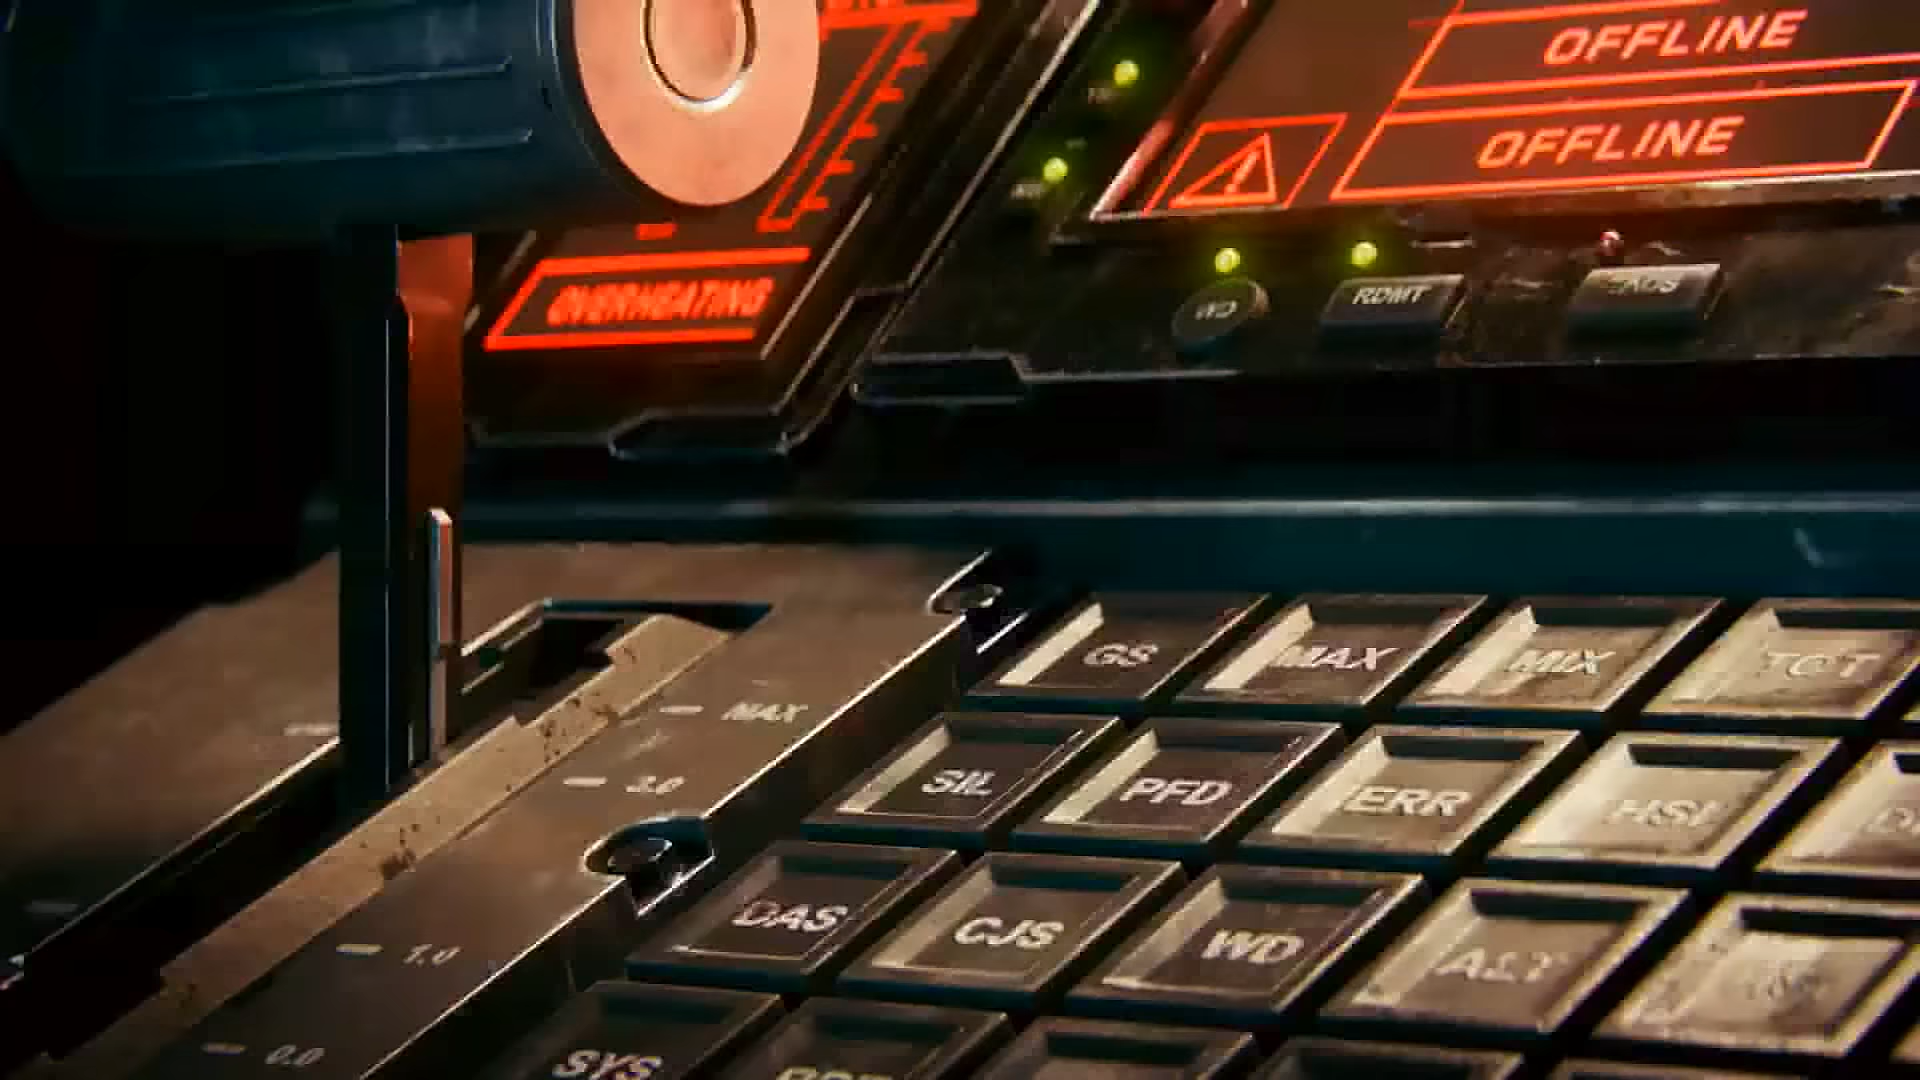 OFFLINE
OFFLINE
OVERHEATING
WD
RDMT
GS
MAX
MIX
MAX
3.0
SIL
PFD
ERR
HSI
DAS
CJS
WD
ALT
1.0
0.0
SYS